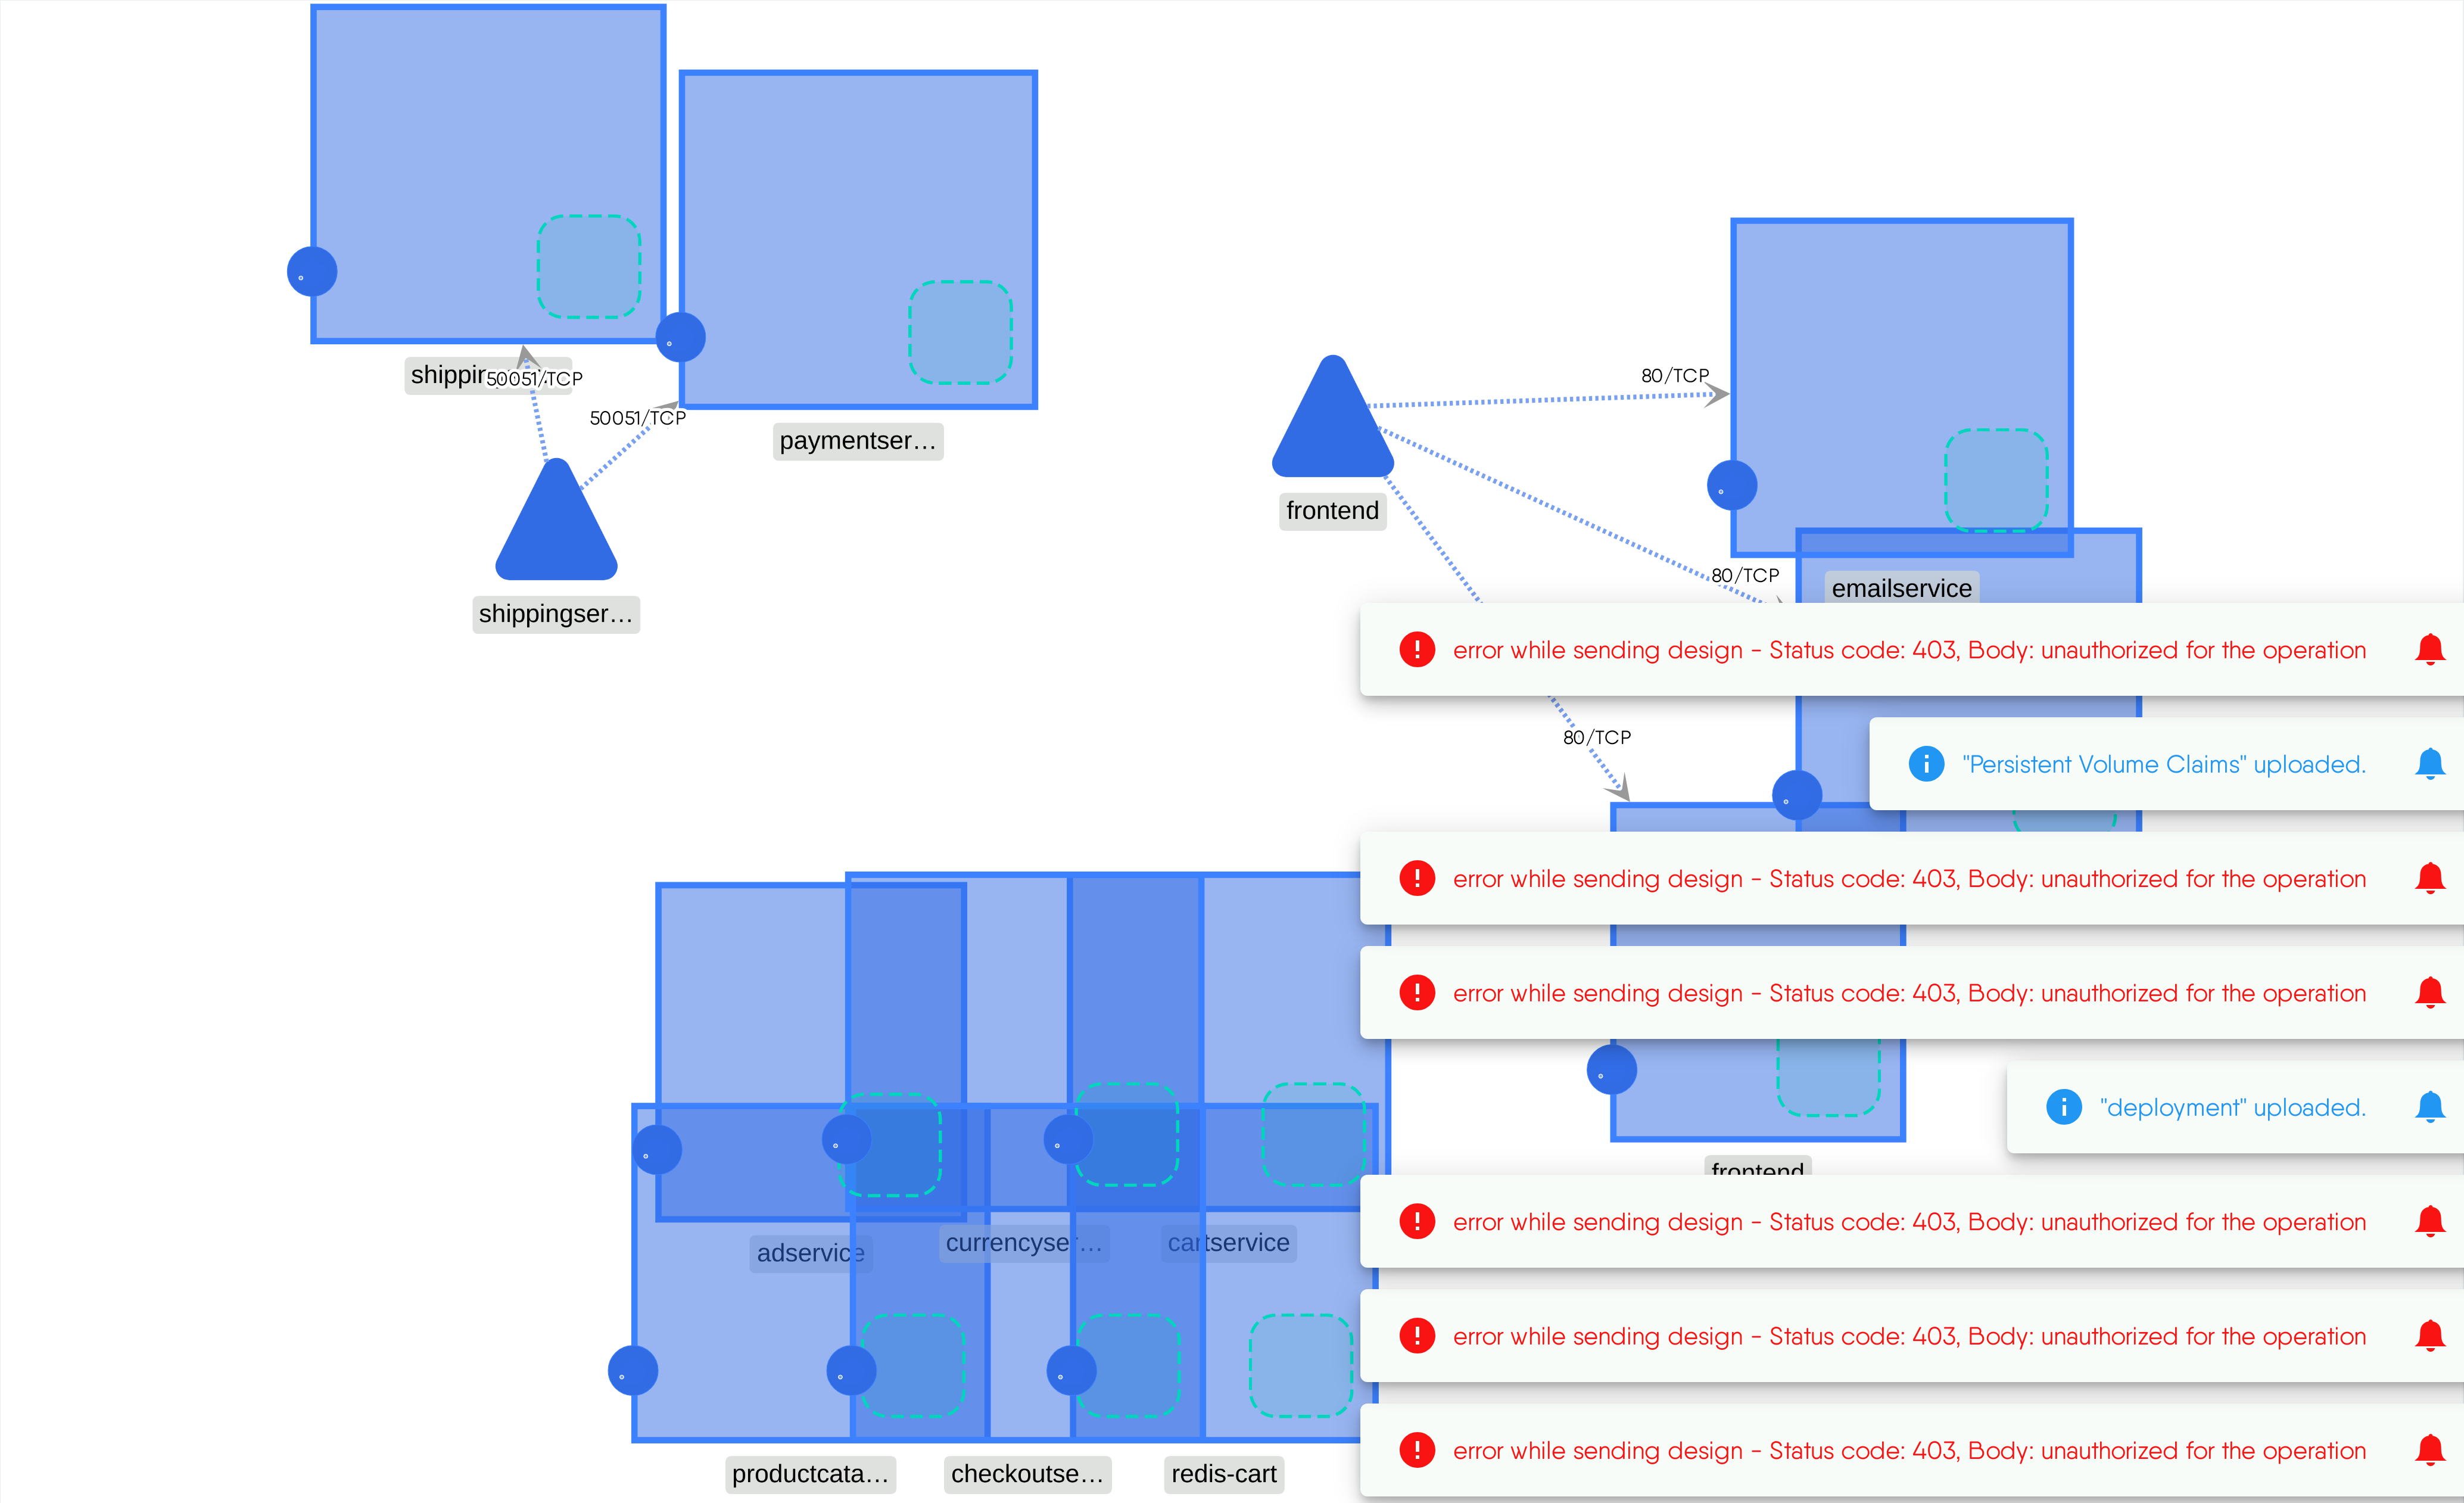 shippin
50051/TCP
50051/TCP
paymentser…
shippingser…
80/TCP
frontend
80/TCP
emailservice
error while sending design - Status code: 403, Body: unauthorized for the operation
80/TCP
"Persistent Volume Claims" uploaded.
error while sending design - Status code: 403, Body: unauthorized for the operation
error while sending design - Status code: 403, Body: unauthorized for the operation
"deployment" uploaded.
frontend
error while sending design - Status code: 403, Body: unauthorized for the operation
adservice
currencyser…
cartservice
error while sending design - Status code: 403, Body: unauthorized for the operation
error while sending design - Status code: 403, Body: unauthorized for the operation
productcata…
checkoutse…
redis-cart